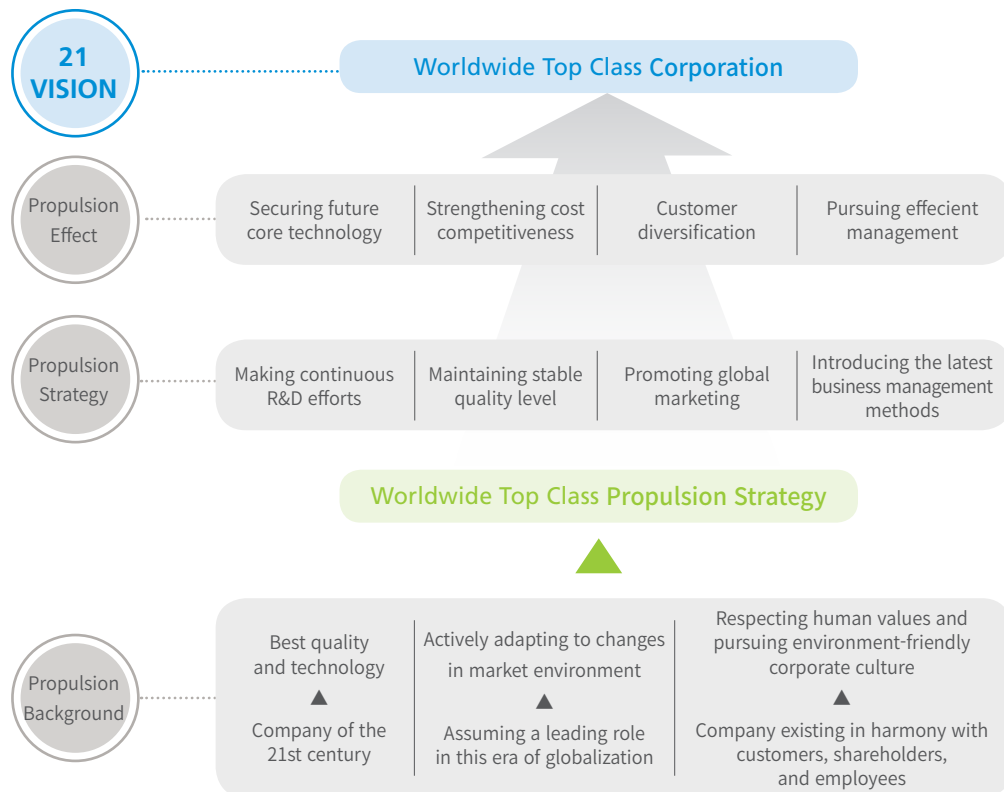 21
VISION
Worldwide Top Class Corporation
Propulsion
Effect
Securing future
core technology
Strengthening cost
competitiveness
Customer
diversification
Pursuing effecient
management
Propulsion
Strategy
Making continuous
R&D efforts
Maintaining stable
quality level
Promoting global
marketing
Introducing the latest
business management
methods
Worldwide Top Class Propulsion Strategy
Propulsion
Background
Best quality
and technology
Company of the
21st century
Actively adapting to changes
in market environment
Assuming a leading role
in this era of globalization
Respecting human values and
pursuing environment-friendly
corporate culture
Company existing in harmony with
customers, shareholders,
and employees